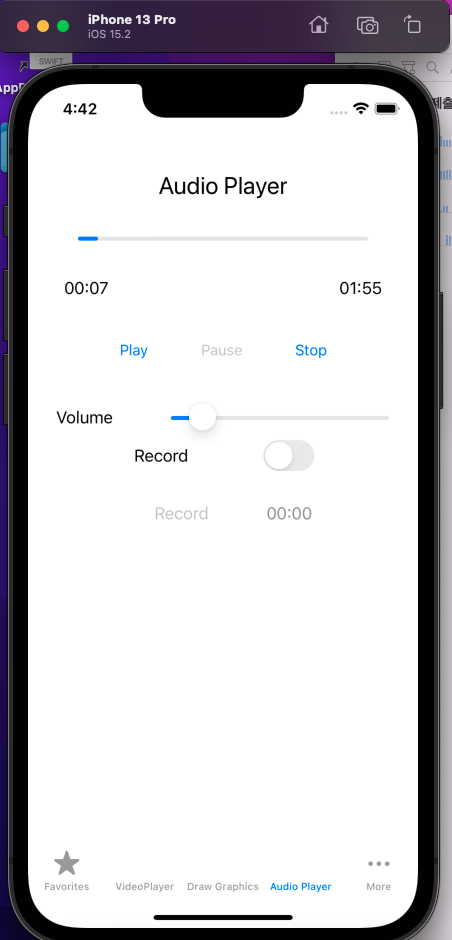 iPhone 13 Pro
iOS 15.2
SWIFT
4:42
Audio Player
00:07 01:55
Play Pause Stop
Volume
Record
Record 00:00
Favorites VideoPlayer Draw Graphics Audio Player More